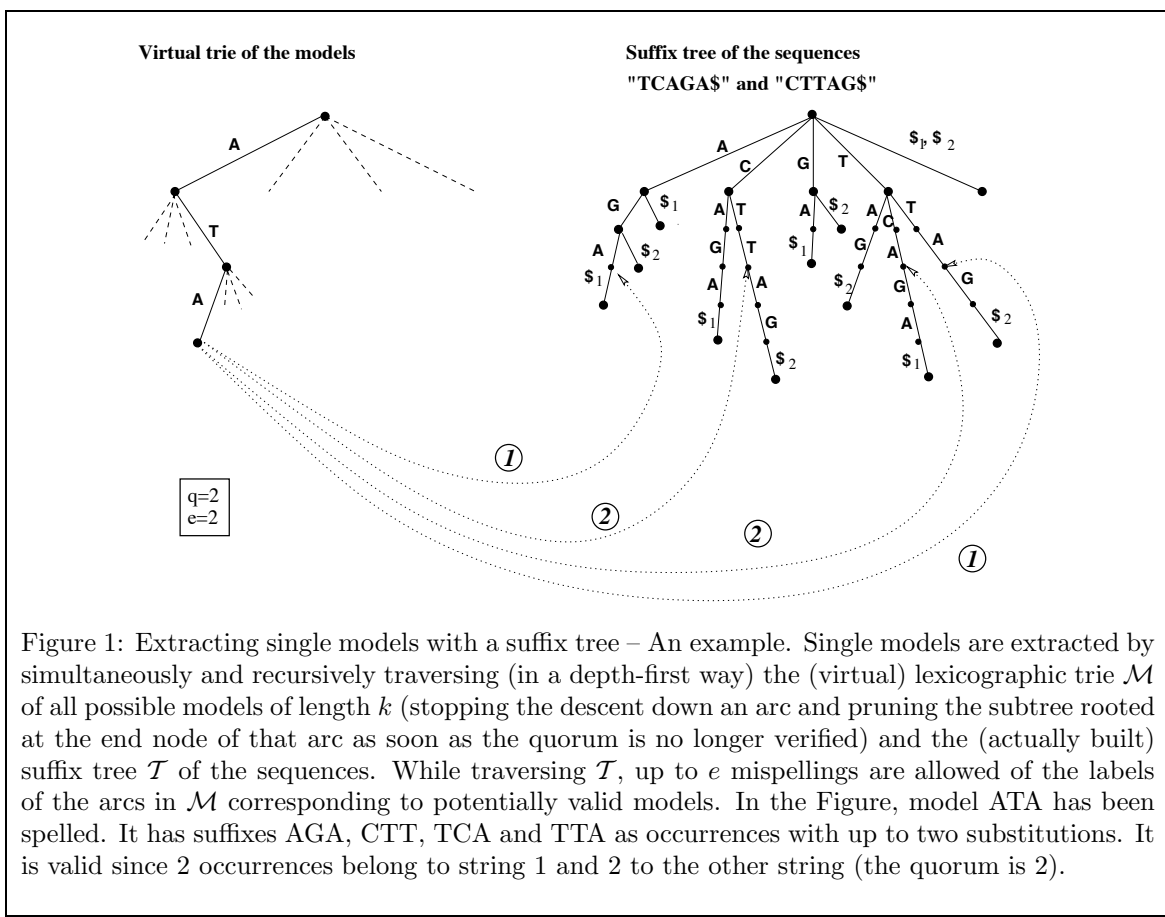 Virtual trie of the models
Suffix tree of the sequences
"TCAGA$" and "CTTAG$"
A
T
A
A
C
G
T
$1, $2
G
$1
A
$2
$1
A
T
G
T
A
A
$1
G
$2
A
$2
$1
A
C
T
G
A
A
$2
G
G
A
$2
$1
1
2
2
1
q=2
e=2
Figure 1: Extracting single models with a suffix tree – An example. Single models are extracted by
simultaneously and recursively traversing (in a depth-first way) the (virtual) lexicographic trie ℳ
of all possible models of length k (stopping the descent down an arc and pruning the subtree rooted
at the end node of that arc as soon as the quorum is no longer verified) and the (actually built)
suffix tree 𝒯 of the sequences. While traversing 𝒯, up to e mispellings are allowed of the labels
of the arcs in ℳ corresponding to potentially valid models. In the Figure, model ATA has been
spelled. It has suffixes AGA, CTT, TCA and TTA as occurrences with up to two substitutions. It
is valid since 2 occurrences belong to string 1 and 2 to the other string (the quorum is 2).